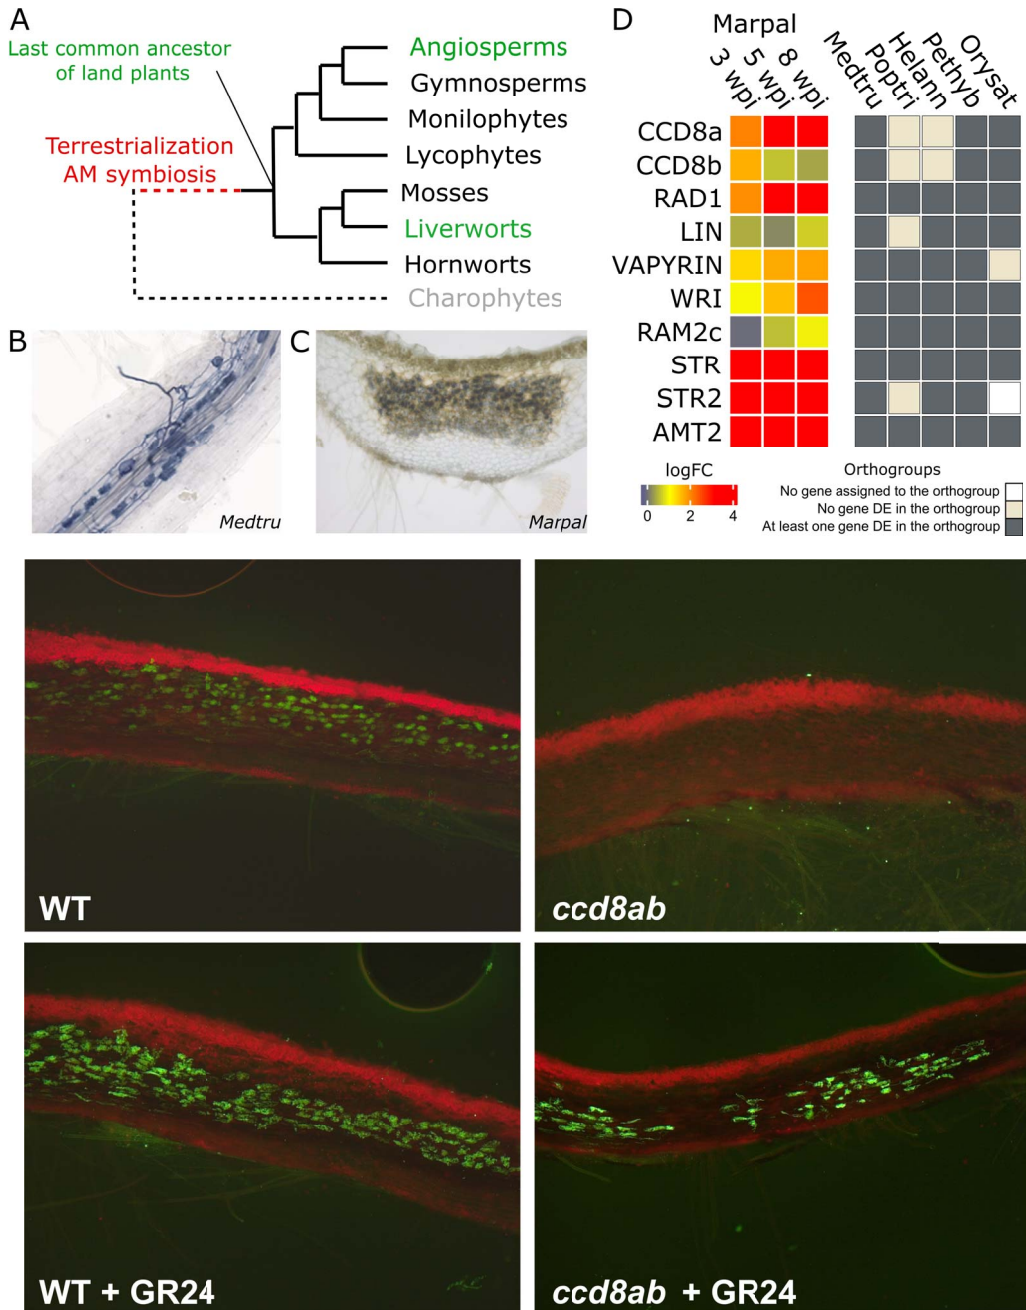 A
Last common ancestor
of land plants
Terrestrialization
AM symbiosis
Angiosperms
Gymnosperms
Monilophytes
Lycophytes
Mosses
Liverworts
Hornworts
Charophytes
B
Medtru
C
Marpal
D
Marpal
3 wpi
5 wpi
8 wpi
Medtru
Poptri
Helann
Pethyb
Orysat
CCD8a
CCD8b
RAD1
LIN
VAPYRIN
WRI
RAM2c
STR
STR2
AMT2
logFC
0 2 4
Orthogroups
No gene assigned to the orthogroup
No gene DE in the orthogroup
At least one gene DE in the orthogroup
WT
ccd8ab
WT + GR24
ccd8ab + GR24